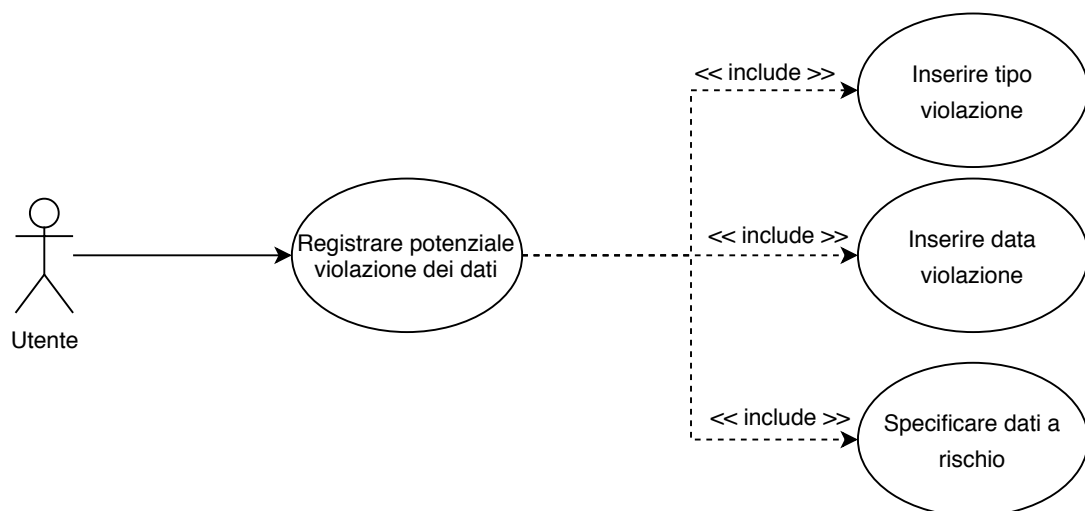 << include >>
Inserire tipo
violazione
Registrare potenziale
violazione dei dati
<< include >>
Inserire data
violazione
Utente
<< include >>
Specificare dati a
rischio